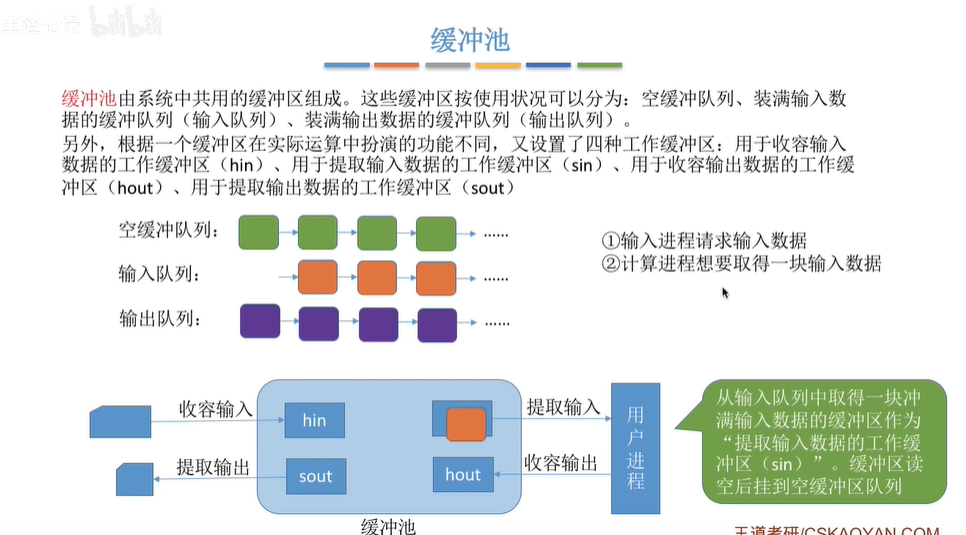 bilibili
缓冲池
缓冲池由系统中共用的缓冲区组成。这些缓冲区按使用状况可以分为：空缓冲队列、装满输入数
据的缓冲队列（输入队列）、装满输出数据的缓冲队列（输出队列）。
另外，根据一个缓冲区在实际运算中扮演的功能不同，又设置了四种工作缓冲区：用于收容输入
数据的工作缓冲区（hin）、用于提取输入数据的工作缓冲区（sin）、用于收容输出数据的工作缓
冲区（hout）、用于提取输出数据的工作缓冲区（sout）
空缓冲队列：
......
输入队列：
......
输出队列：
......
①输入进程请求输入数据
②计算进程想要取得一块输入数据
收容输入
hin
提取输入
提取输出
sout
hout
收容输出
用户进程
缓冲池
从输入队列中取得一块冲
满输入数据的缓冲区作为
“提取输入数据的工作缓
冲区（sin）”。缓冲区读
空后挂到空缓冲区队列
王道考研/CSKAOYAN.COM